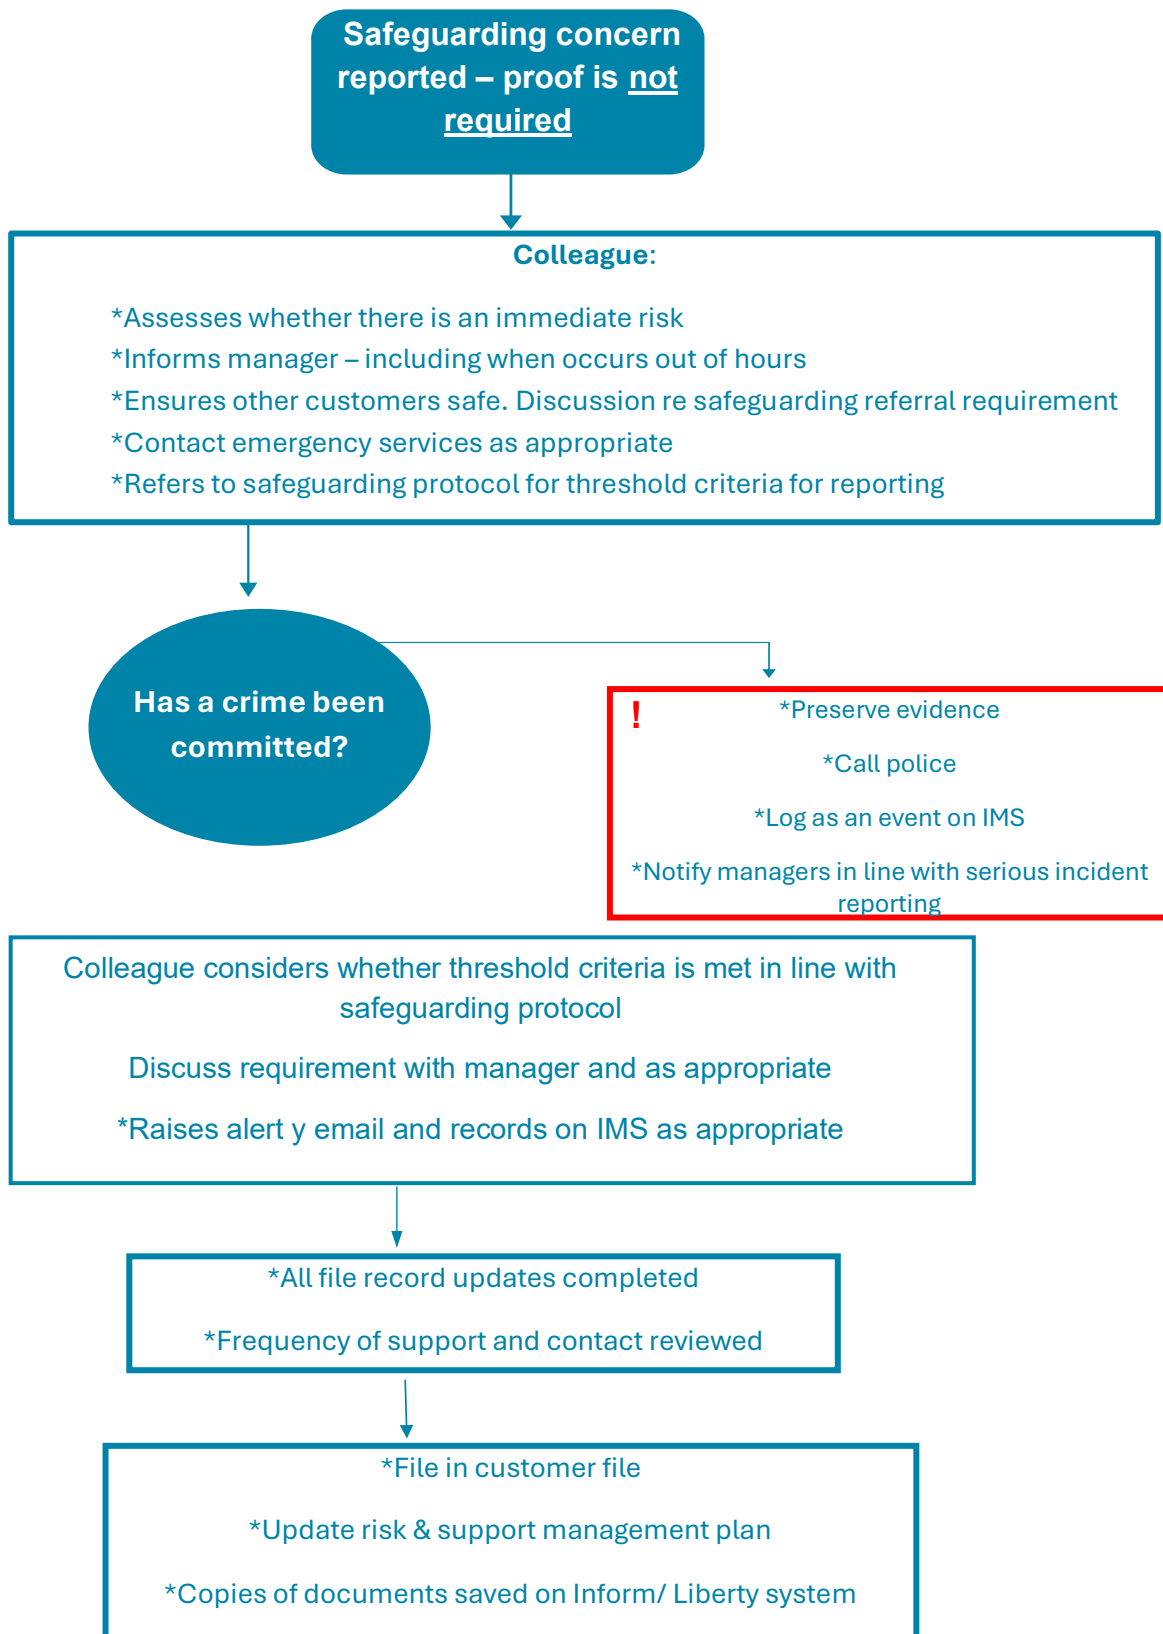 Safeguarding concern
reported – proof is not
required
Colleague:
*Assesses whether there is an immediate risk
*Informs manager – including when occurs out of hours
*Ensures other customers safe. Discussion re safeguarding referral requirement
*Contact emergency services as appropriate
*Refers to safeguarding protocol for threshold criteria for reporting
Has a crime been
committed?
!
*Preserve evidence
*Call police
*Log as an event on IMS
*Notify managers in line with serious incident
reporting
Colleague considers whether threshold criteria is met in line with
safeguarding protocol
Discuss requirement with manager and as appropriate
*Raises alert y email and records on IMS as appropriate
*All file record updates completed
*Frequency of support and contact reviewed
*File in customer file
*Update risk & support management plan
*Copies of documents saved on Inform/ Liberty system